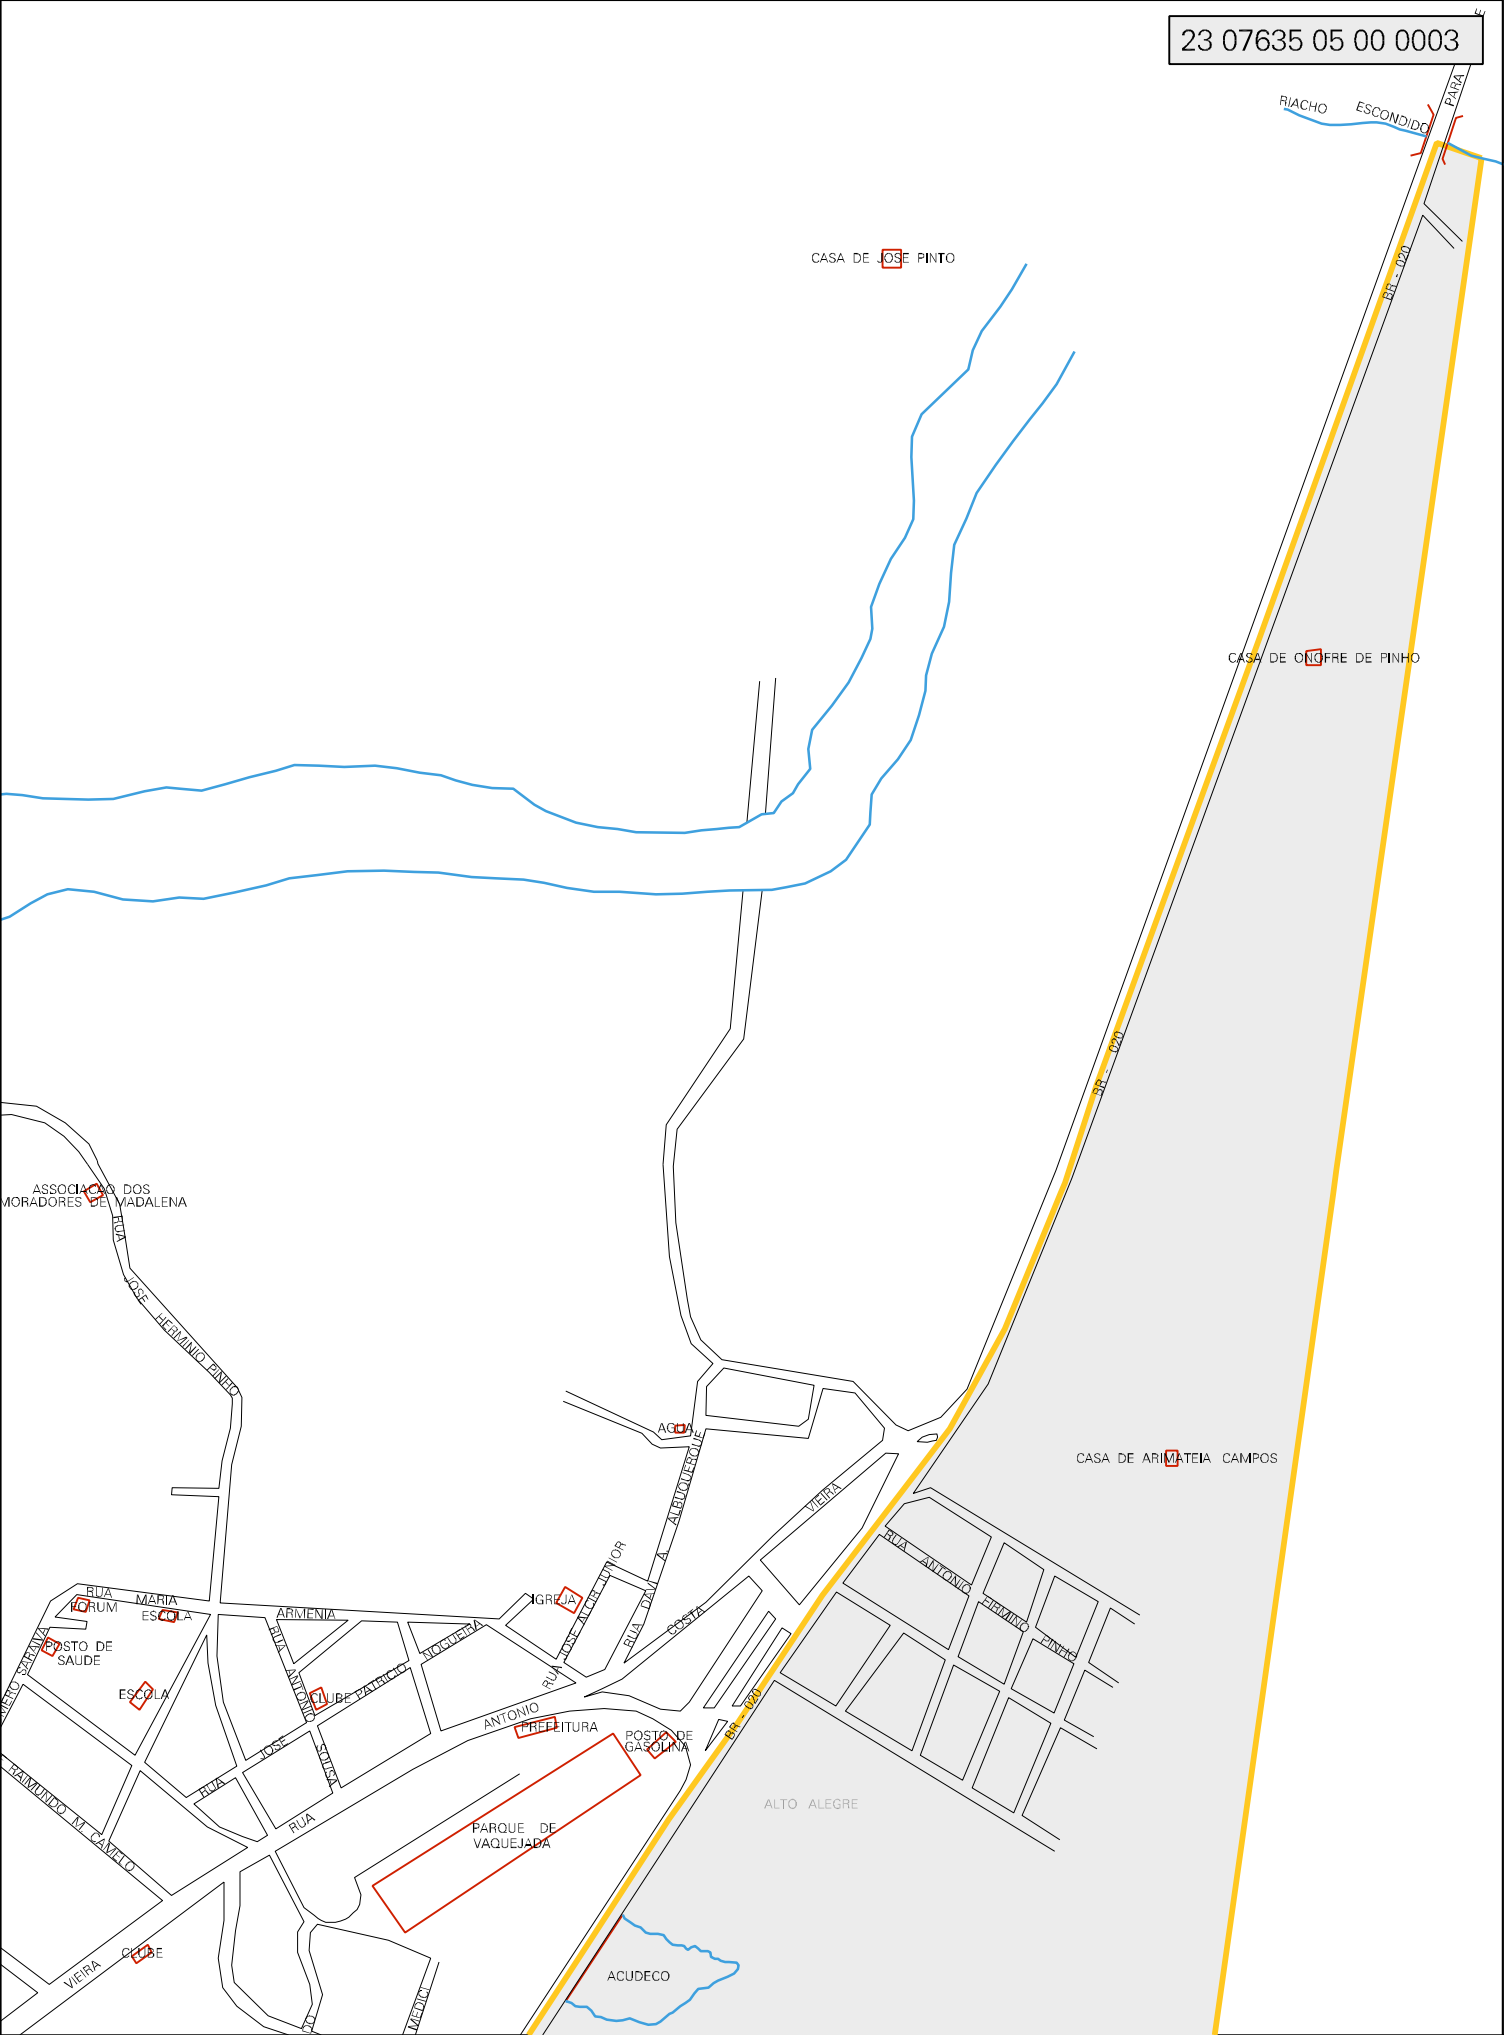 23 07635 05 00 0003
PARA
RIACHO ESCONDIDO
CASA DE JOSE PINTO
BR - 020
CASA DE ONOFRE DE PINHO
BR - 020
ASSOCIACAO DOS
MORADORES DE MADALENA
RUA JOSE HERMINIO PINHO
AGUA
RUA DAVI A ALBUQUERQUE
CASA DE ARIMATEIA CAMPOS
VIEIRA
COSTA
ANTONIO
RUA
VIEIRA
RUA ANTONIO FIRMINO PINHO
RUA MARIA ARMENIA
FORUM
ESCOLA
IGREJA
RUA JOSE ALCIR JUNIOR
POSTO DE
SAUDE
SARAIVA
ESCOLA
RUA ANTONIO SOUSA
CLUBE
RUA JOSE PATRICIO NOGUEIRA
PREFEITURA
POSTO DE
GASOLINA
BR - 020
RAIMUNDO M. CAMELO
PARQUE DE
VAQUEJADA
ALTO ALEGRE
CLUBE
ACUDECO
MEDICI